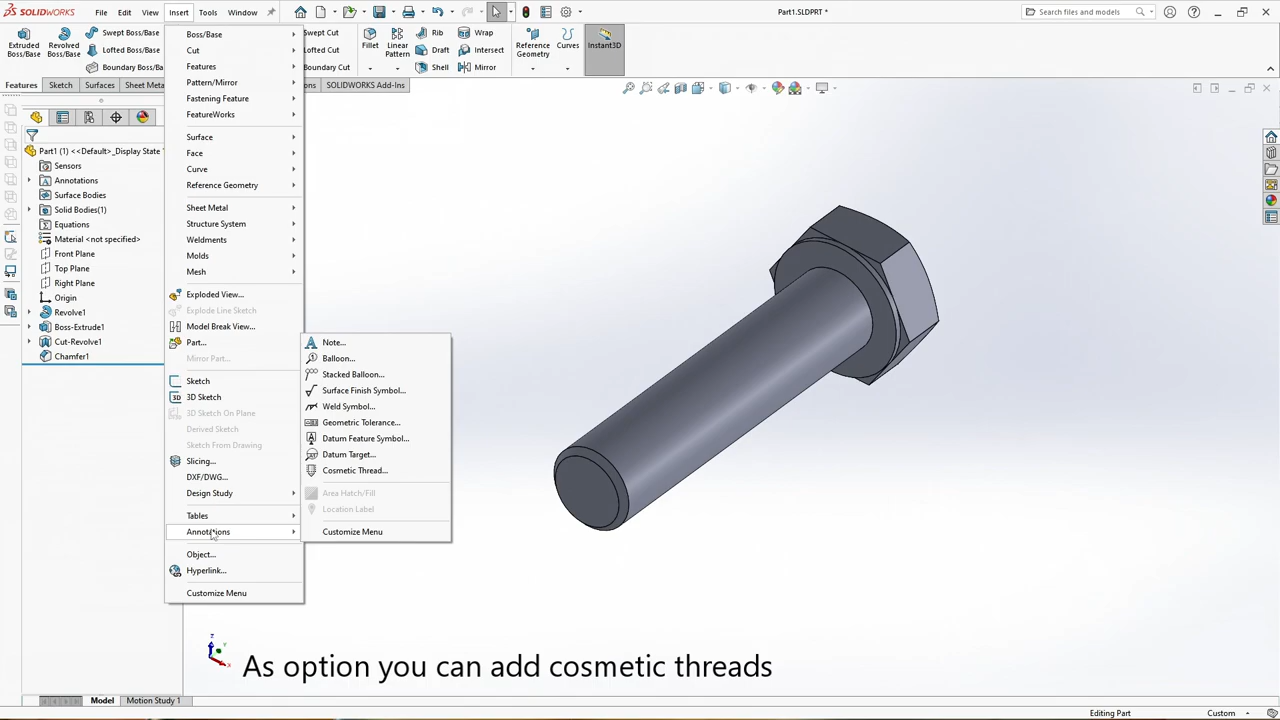 SOLIDWORKS
File
Edit
View
Insert
Tools
Window
Part1.SLDPRT *
Search files and models
Extruded
Boss/Base
Revolved
Boss/Base
Swept Boss/Base
Lofted Boss/Base
Boundary Boss/Ba
Swept Cut
Lofted Cut
Boundary Cut
Fillet
Linear
Pattern
Rib
Draft
Shell
Wrap
Intersect
Mirror
Reference
Geometry
Curves
Instant3D
Features
Sketch
Surfaces
Sheet Meta
ons
SOLIDWORKS Add-Ins
Part1 (1) <<Default>_Display State
Sensors
Annotations
Surface Bodies
Solid Bodies(1)
Equations
Material <not specified>
Front Plane
Top Plane
Right Plane
Origin
Revolve1
Boss-Extrude1
Cut-Revolve1
Chamfer1
Boss/Base
Cut
Features
Pattern/Mirror
Fastening Feature
FeatureWorks
Surface
Face
Curve
Reference Geometry
Sheet Metal
Structure System
Weldments
Molds
Mesh
Exploded View...
Explode Line Sketch
Model Break View...
Part...
Mirror Part...
Sketch
3D Sketch
3D Sketch On Plane
Derived Sketch
Sketch From Drawing
Slicing...
DXF/DWG...
Design Study
Tables
Annotations
Object...
Hyperlink...
Customize Menu
Note...
Balloon...
Stacked Balloon...
Surface Finish Symbol...
Weld Symbol...
Geometric Tolerance...
Datum Feature Symbol...
Datum Target...
Cosmetic Thread...
Area Hatch/Fill
Location Label
Customize Menu
As option you can add cosmetic threads
Model
Motion Study 1
Editing Part
Custom